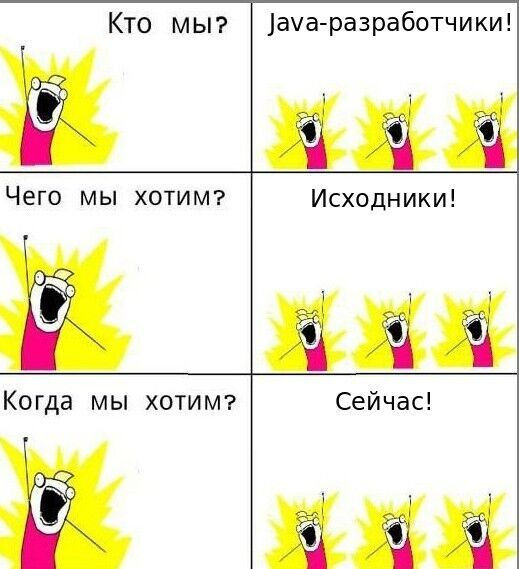 Кто мы?
Java-разработчики!
Чего мы хотим?
Исходники!
Когда мы хотим?
Сейчас!